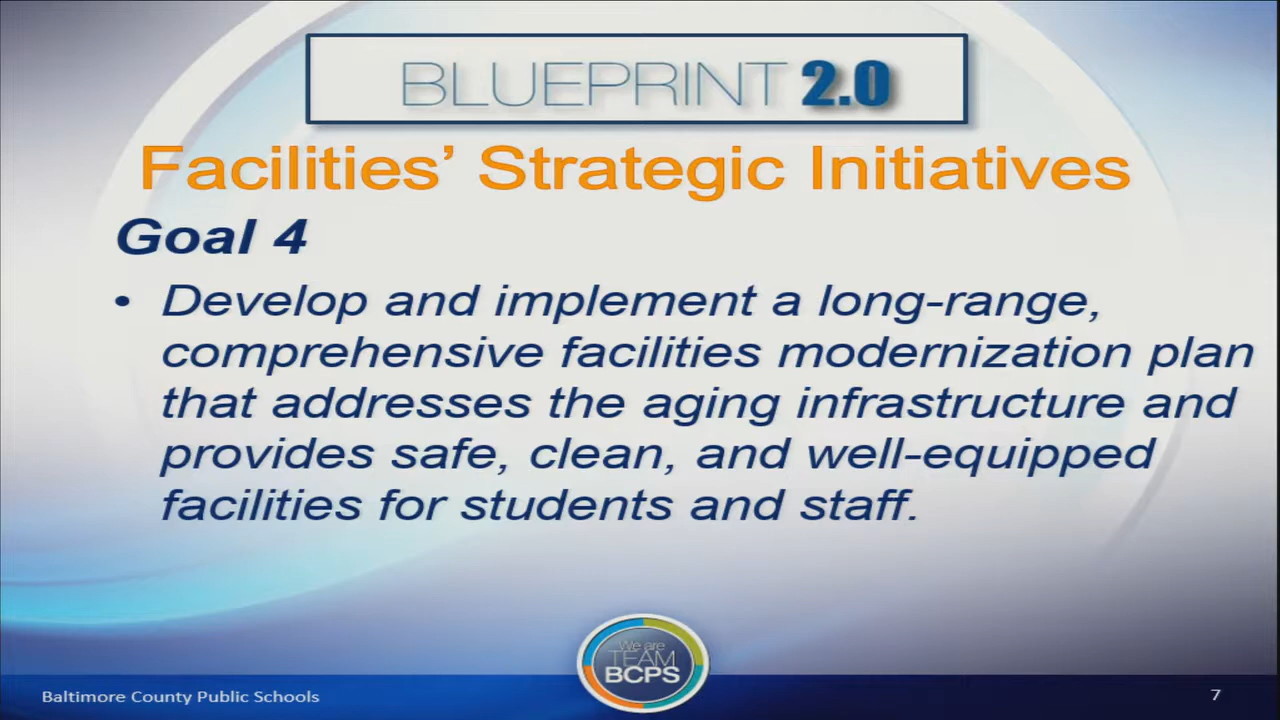 BLUEPRINT 2.0
Facilities’ Strategic Initiatives
Goal 4
• Develop and implement a long-range,
comprehensive facilities modernization plan
that addresses the aging infrastructure and
provides safe, clean, and well-equipped
facilities for students and staff.
We are
TEAM
BCPS
Baltimore County Public Schools
7